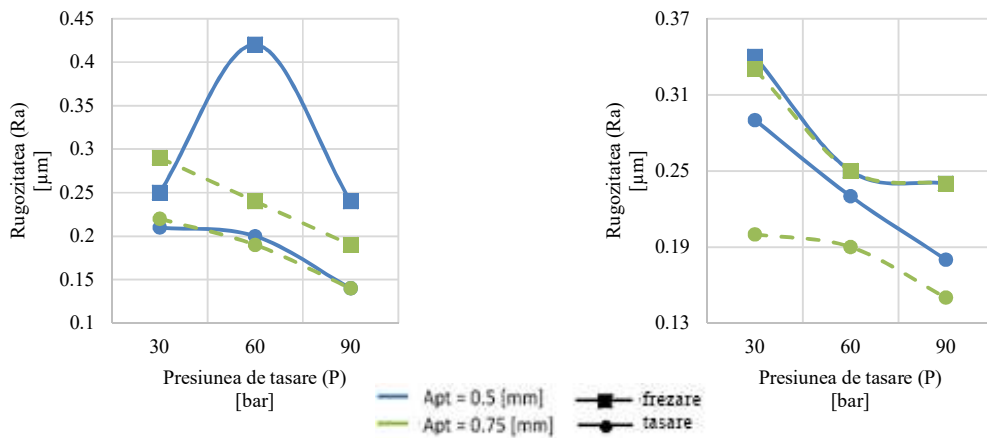 0.45
0.4
0.35
0.3
0.25
0.2
0.15
0.1
Rugozitatea (Ra)
[µm]
30 60 90
Presiunea de tasare (P)
[bar]
0.37
0.31
0.25
0.19
0.13
Rugozitatea (Ra)
[µm]
30 60 90
Presiunea de tasare (P)
[bar]
Apt = 0.5 [mm]
Apt = 0.75 [mm]
frezare
tasare